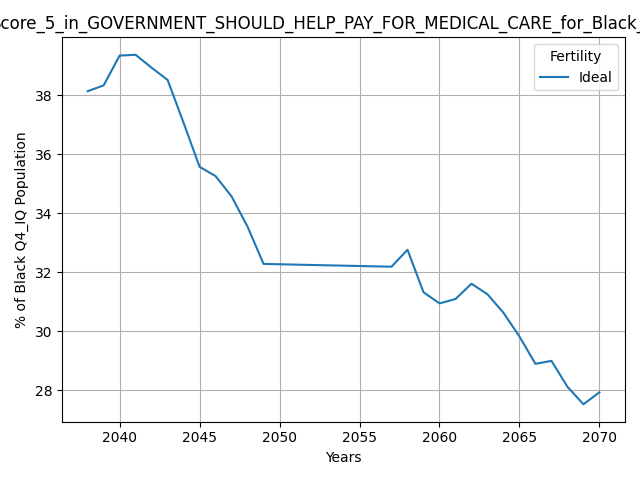 core_5_in_GOVERNMENT_SHOULD_HELP_PAY_FOR_MEDICAL_CARE_for_Black_
Fertility
Ideal
38
36
34
32
30
28
% of Black Q4_IQ Population
2040 2045 2050 2055 2060 2065 2070
Years